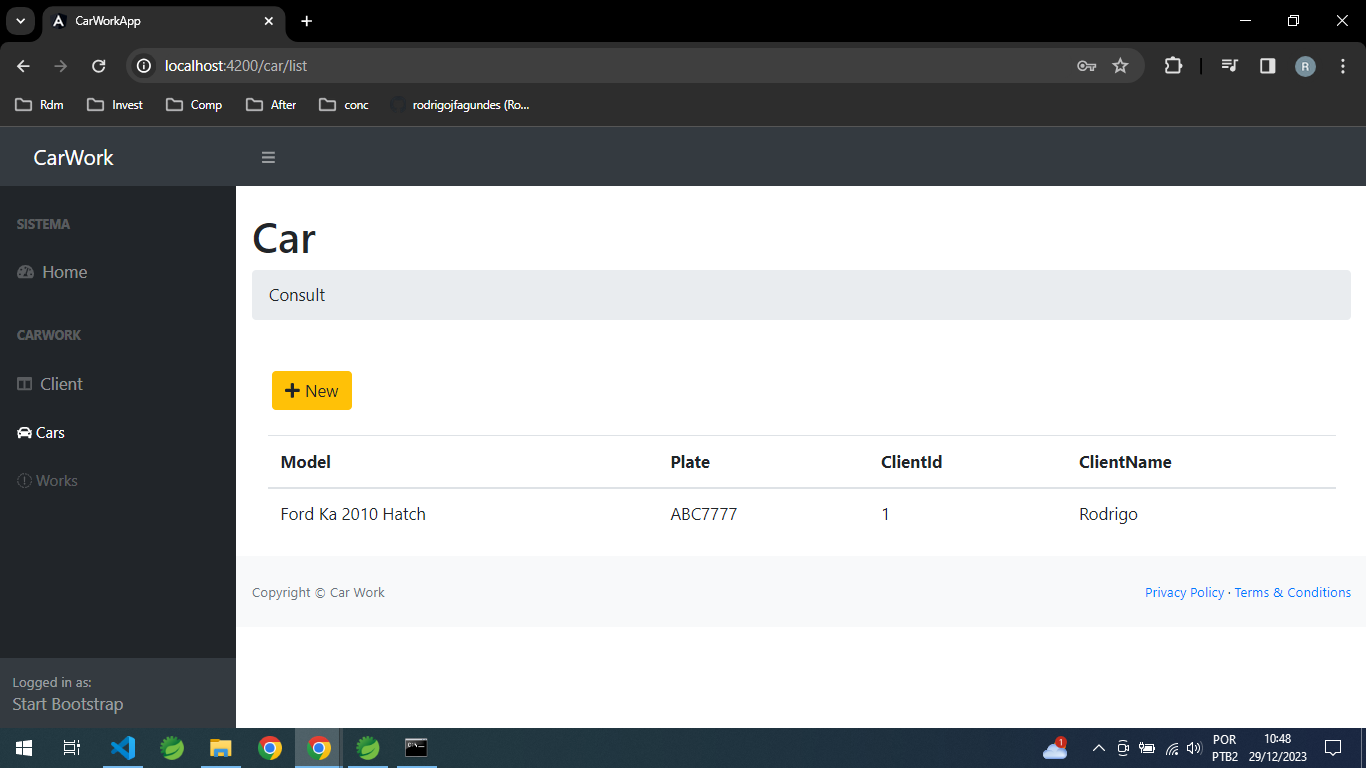 CarWorkApp
localhost:4200/car/list
R
Rdm
Invest
Comp
After
conc
rodrigojfagundes (Ro...
CarWork
SISTEMA
Home
CARWORK
Client
Cars
Works
Logged in as:
Start Bootstrap
Car
Consult
New
Model Plate ClientId ClientName
Ford Ka 2010 Hatch ABC7777 1 Rodrigo
Copyright © Car Work
Privacy Policy · Terms & Conditions
1
POR
PTB2
10:48
29/12/2023